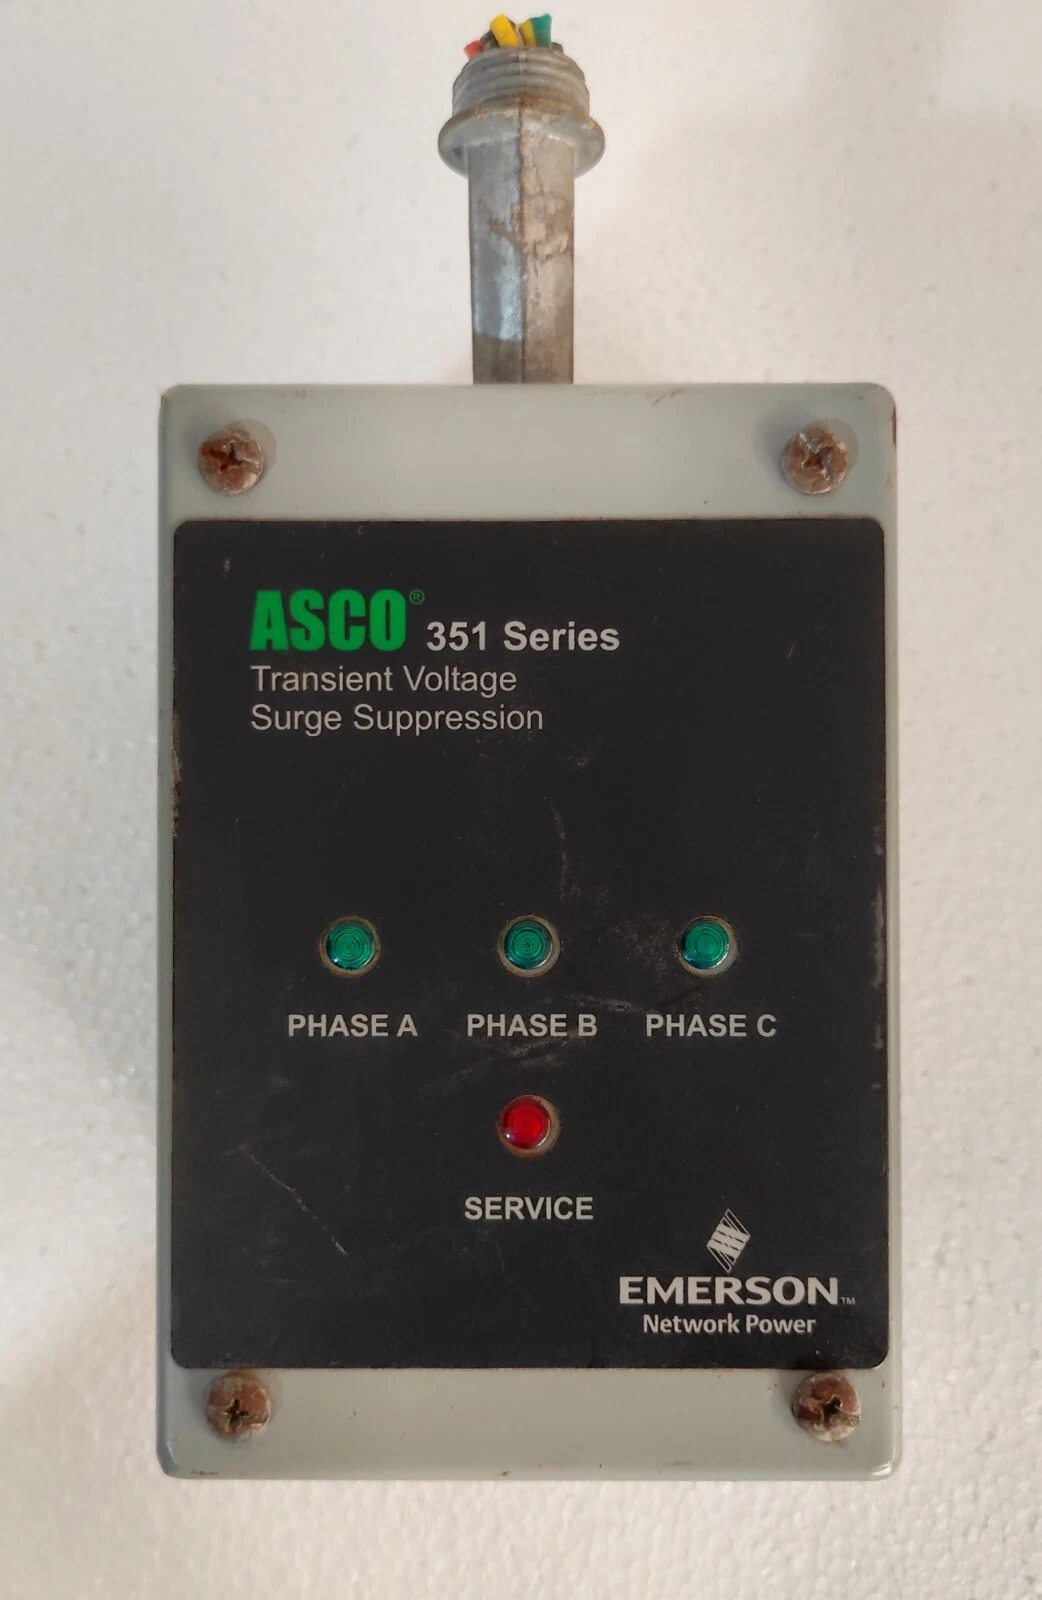 ASCO® 351 Series
Transient Voltage
Surge Suppression
PHASE A PHASE B PHASE C
SERVICE
EMERSON™
Network Power